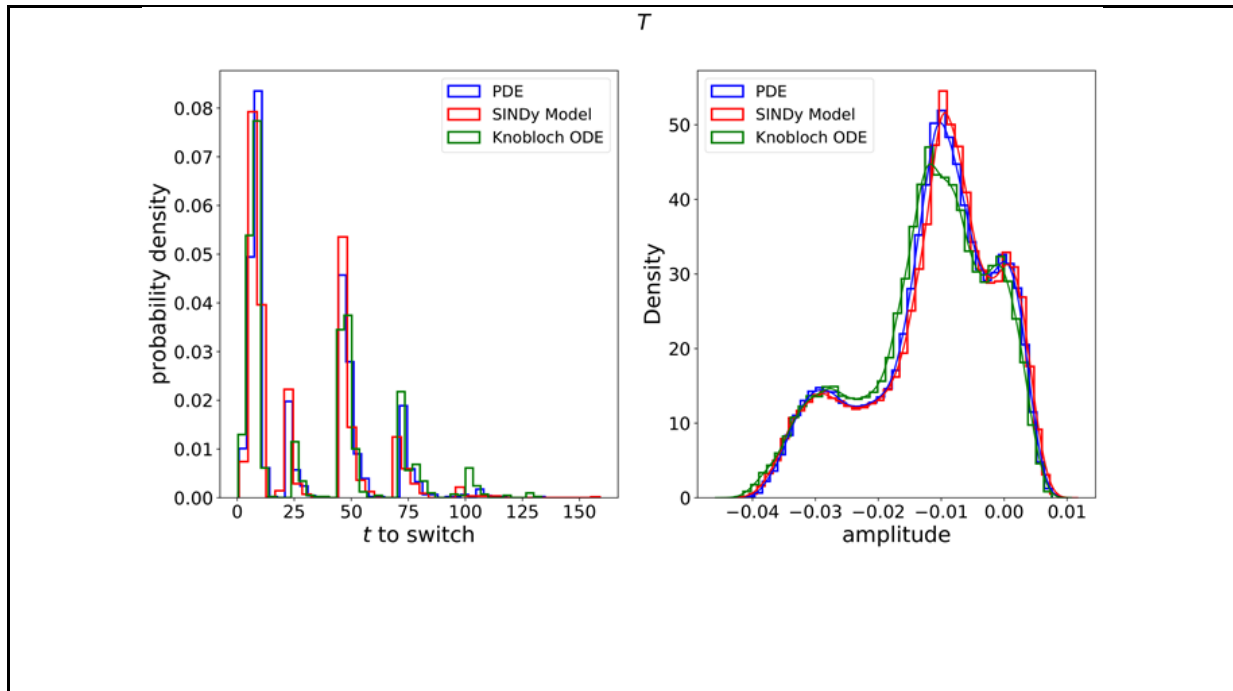 T
PDE
SINDy Model
Knobloch ODE
0.08
0.07
0.06
0.05
0.04
0.03
0.02
0.01
0.00
probability density
0 25 50 75 100 125 150
t to switch
PDE
SINDy Model
Knobloch ODE
50
40
30
20
10
0
Density
−0.04 −0.03 −0.02 −0.01 0.00 0.01
amplitude